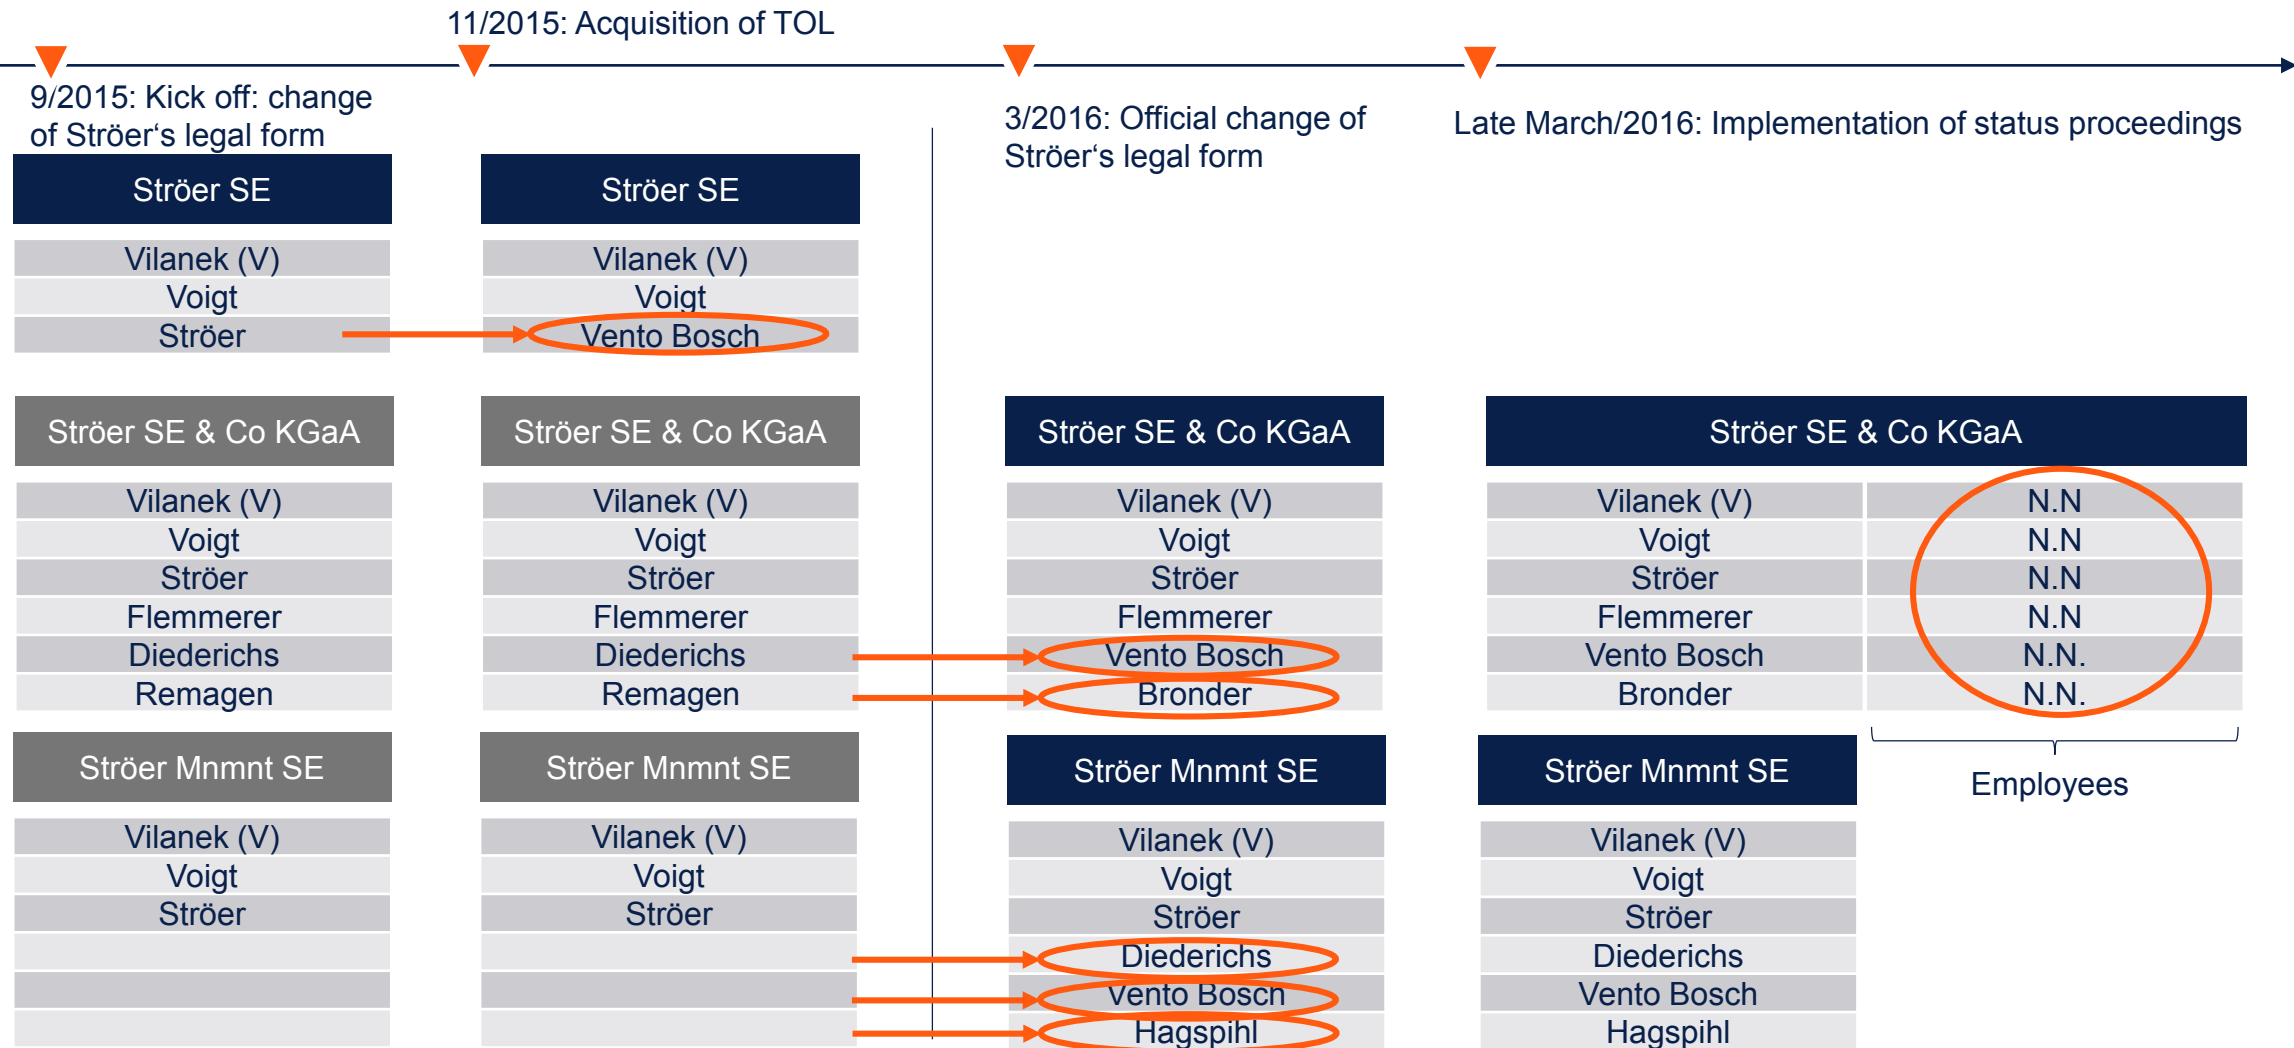 11/2015: Acquisition of TOL
9/2015: Kick off: change
of Ströer‘s legal form
3/2016: Official change of
Ströer‘s legal form
Late March/2016: Implementation of status proceedings
Ströer SE
Vilanek (V)
Voigt
Ströer
Ströer SE
Vilanek (V)
Voigt
Vento Bosch
Ströer SE & Co KGaA
Vilanek (V)
Voigt
Ströer
Flemmerer
Diederichs
Remagen
Ströer SE & Co KGaA
Vilanek (V)
Voigt
Ströer
Flemmerer
Diederichs
Remagen
Ströer SE & Co KGaA
Vilanek (V)
Voigt
Ströer
Flemmerer
Vento Bosch
Bronder
Ströer SE & Co KGaA
Vilanek (V) N.N
Voigt N.N
Ströer N.N
Flemmerer N.N
Vento Bosch N.N.
Bronder N.N.
Employees
Ströer Mnmnt SE
Vilanek (V)
Voigt
Ströer
Ströer Mnmnt SE
Vilanek (V)
Voigt
Ströer
Ströer Mnmnt SE
Vilanek (V)
Voigt
Ströer
Diederichs
Vento Bosch
Hagspihl
Ströer Mnmnt SE
Vilanek (V)
Voigt
Ströer
Diederichs
Vento Bosch
Hagspihl